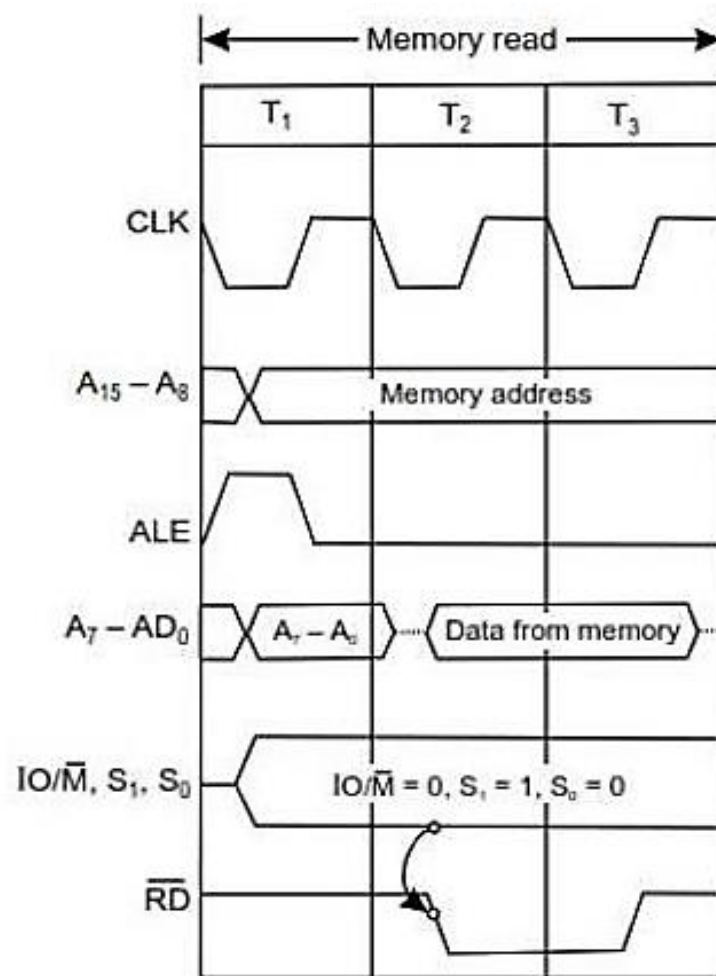 Memory read
T₁ T₂ T₃
CLK
A₁₅ – A₈ Memory address
ALE
A₇ – AD₀ A₇ – A₀ Data from memory
IO/M̅, S₁, S₀ IO/M̅ = 0, S₁ = 1, S₀ = 0
R̅D̅